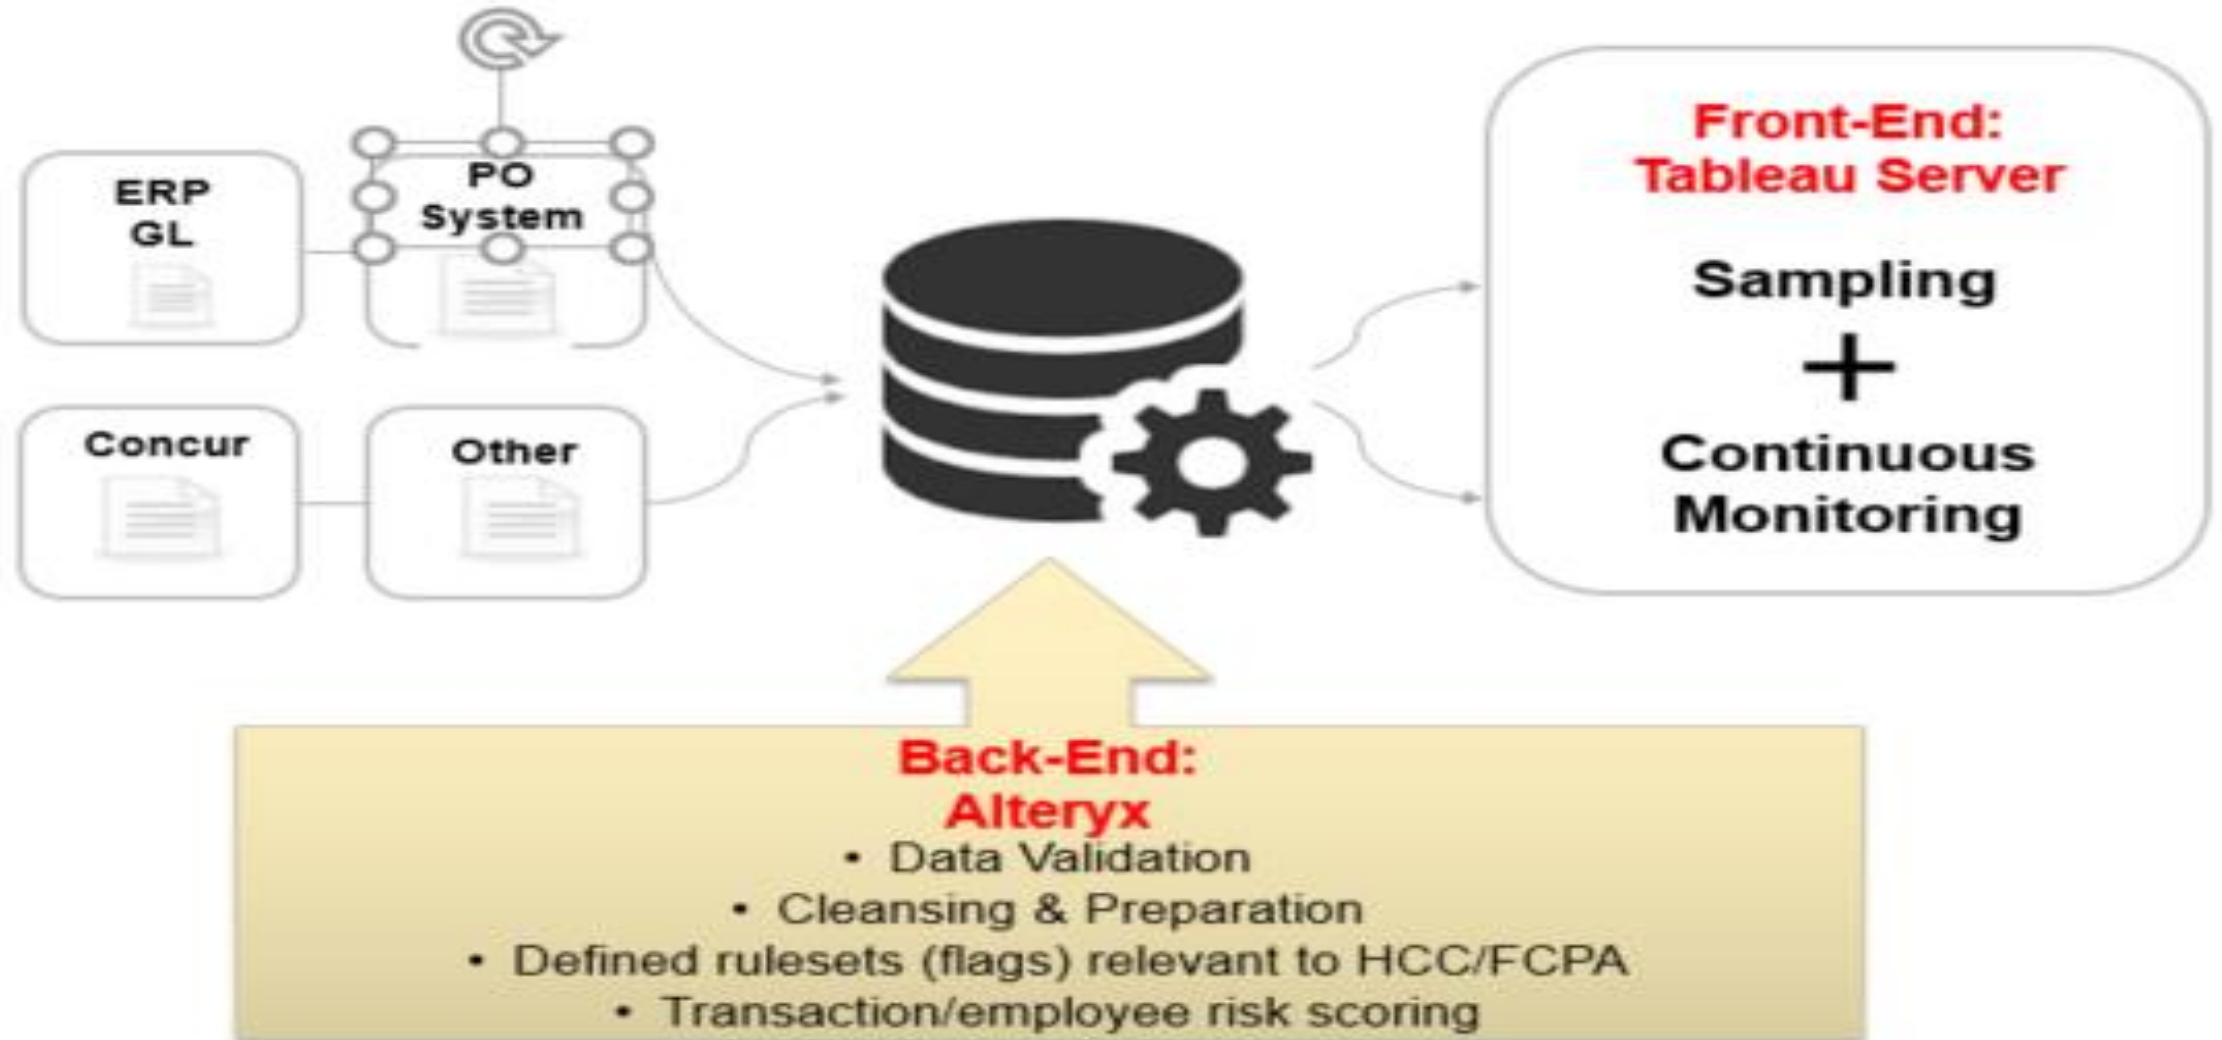 ERP
GL
PO
System
Concur
Other
Front-End:
Tableau Server
Sampling
+
Continuous
Monitoring
Back-End:
Alteryx
• Data Validation
• Cleansing & Preparation
• Defined rulesets (flags) relevant to HCC/FCPA
• Transaction/employee risk scoring